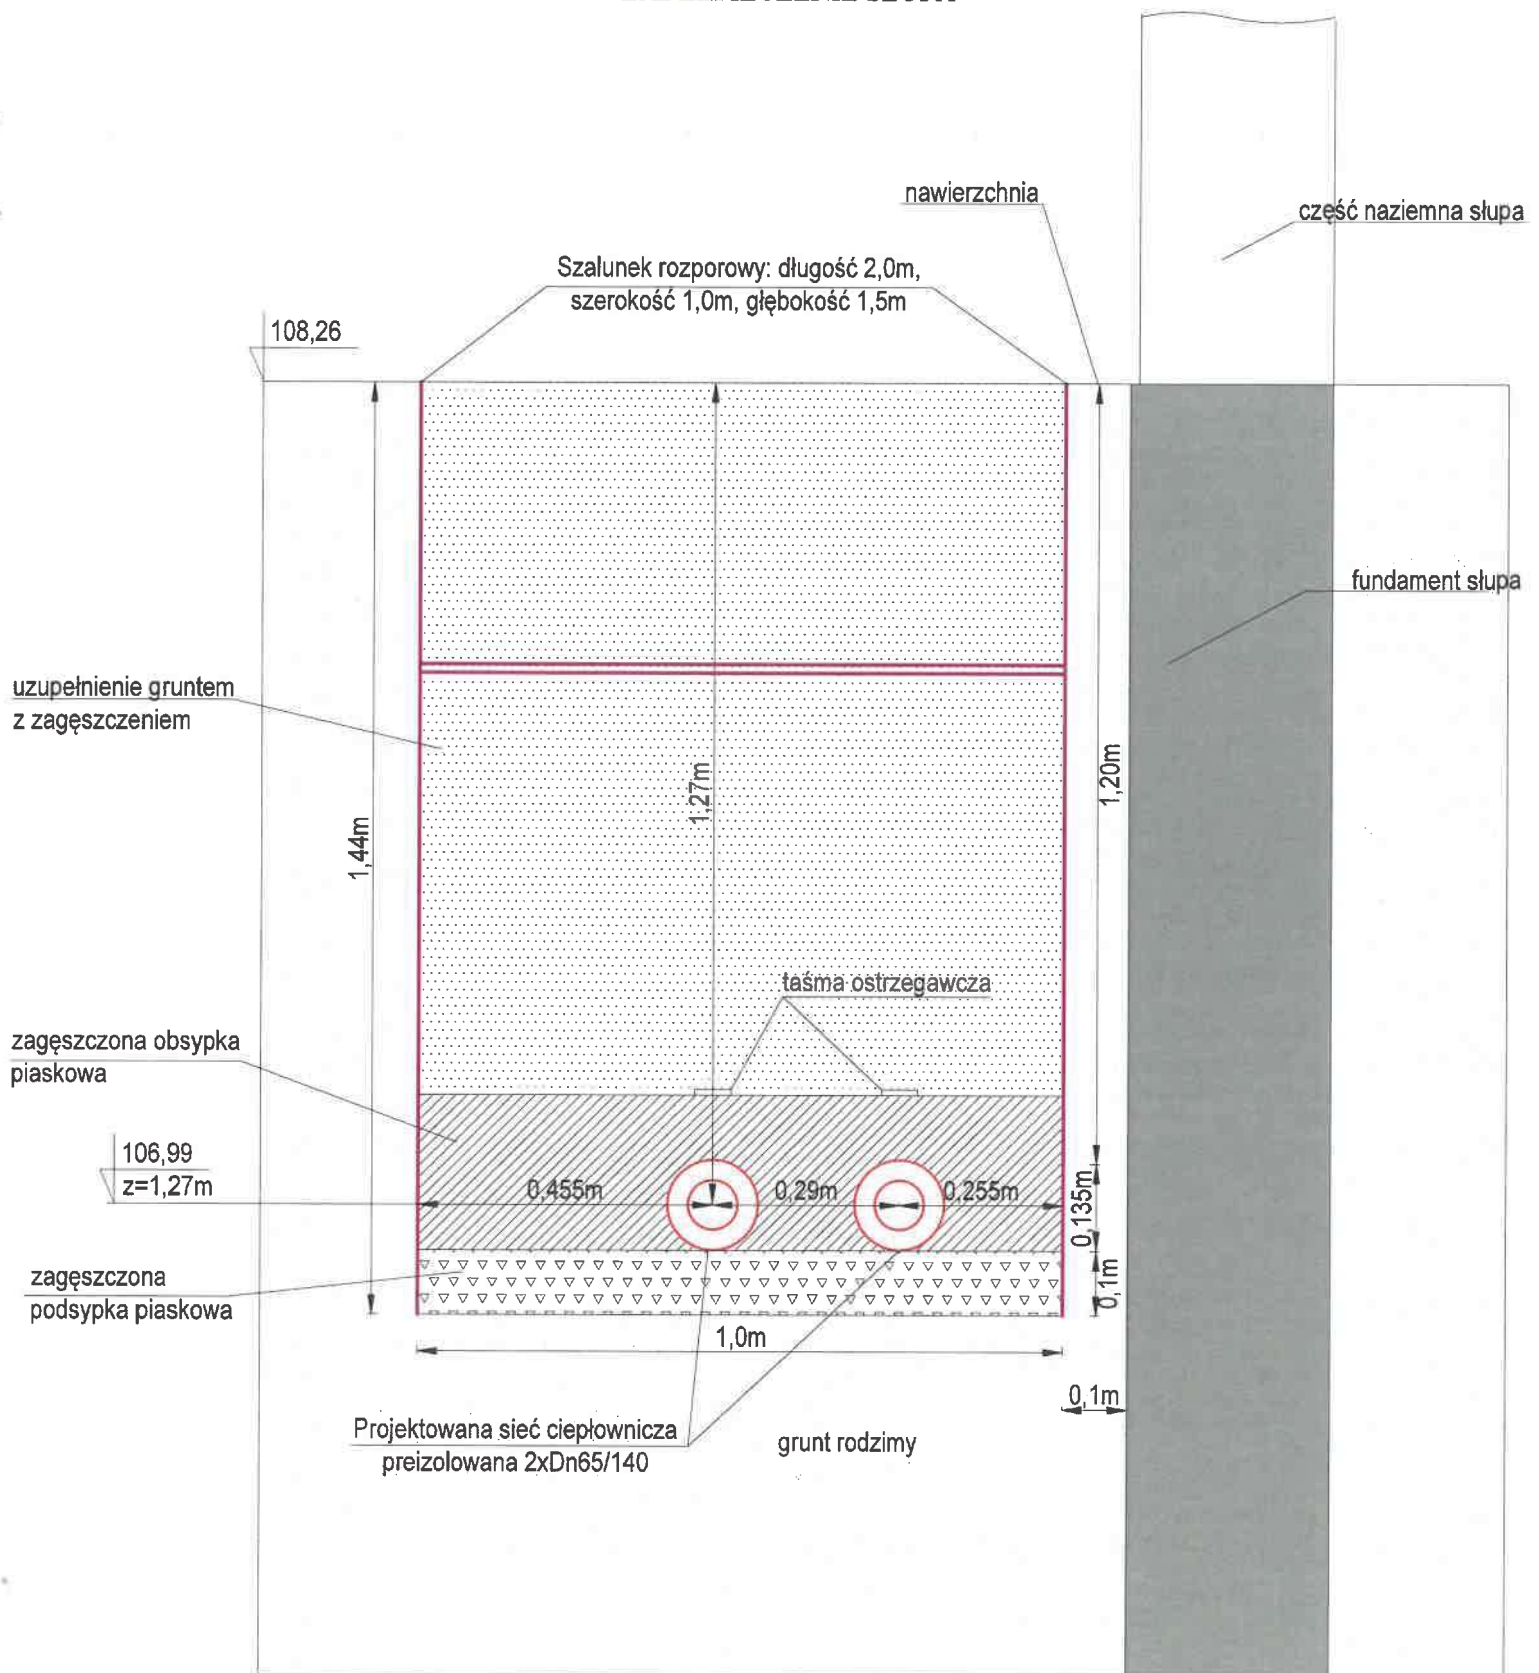 nawierzchnia
część naziemna słupa
Szalunek rozporowy: długość 2,0m,
szerokość 1,0m, głębokość 1,5m
108,26
fundament słupa
uzupełnienie gruntem
z zagęszczeniem
1,27m
1,20m
1,44m
taśma ostrzegawcza
zagęszczona obsypka
piaskowa
106,99
z=1,27m
0,455m
0,29m
0,255m
0,135m
zagęszczona
podsypka piaskowa
0,1m
1,0m
0,1m
Projektowana sieć ciepłownicza
preizolowana 2xDn65/140
grunt rodzimy